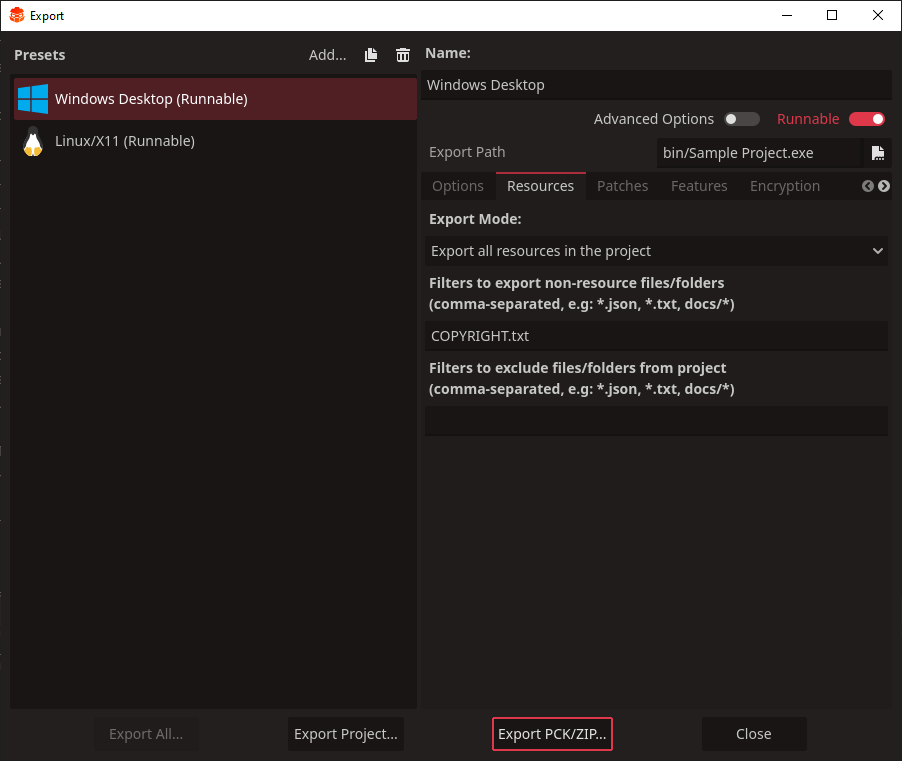 Export
Presets
Add...
Windows Desktop (Runnable)
Linux/X11 (Runnable)
Name:
Windows Desktop
Advanced Options
Runnable
Export Path
bin/Sample Project.exe
Options
Resources
Patches
Features
Encryption
Export Mode:
Export all resources in the project
Filters to export non-resource files/folders
(comma-separated, e.g: *.json, *.txt, docs/*)
COPYRIGHT.txt
Filters to exclude files/folders from project
(comma-separated, e.g: *.json, *.txt, docs/*)
Export All...
Export Project...
Export PCK/ZIP...
Close